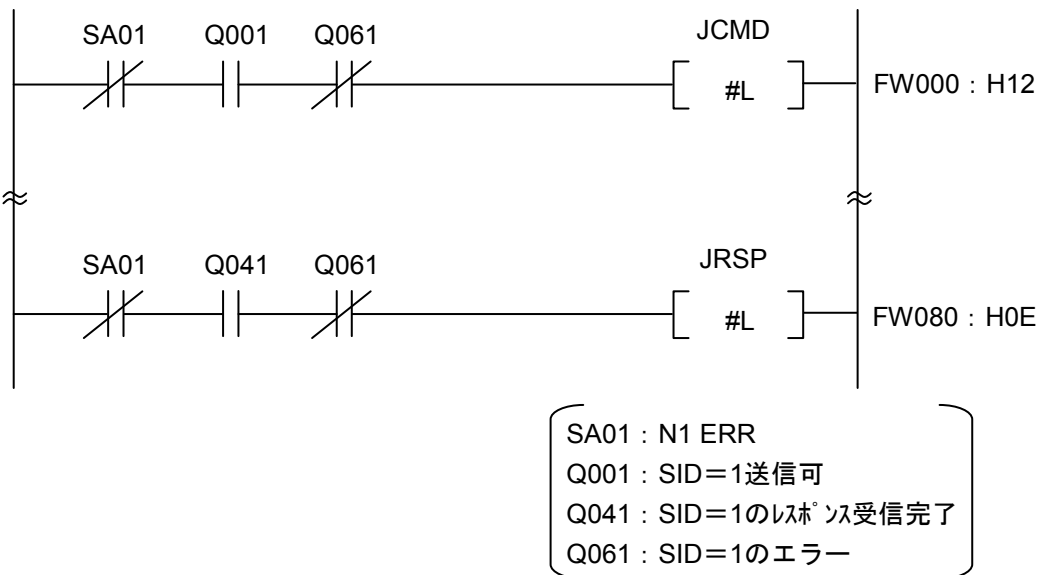 SA01 Q001 Q061 JCMD
#L FW000：H12
SA01 Q041 Q061 JRSP
#L FW080：H0E
SA01：N1 ERR
Q001：SID＝1送信可
Q041：SID＝1のﾚｽﾎﾟﾝｽ受信完了
Q061：SID＝1のエラー